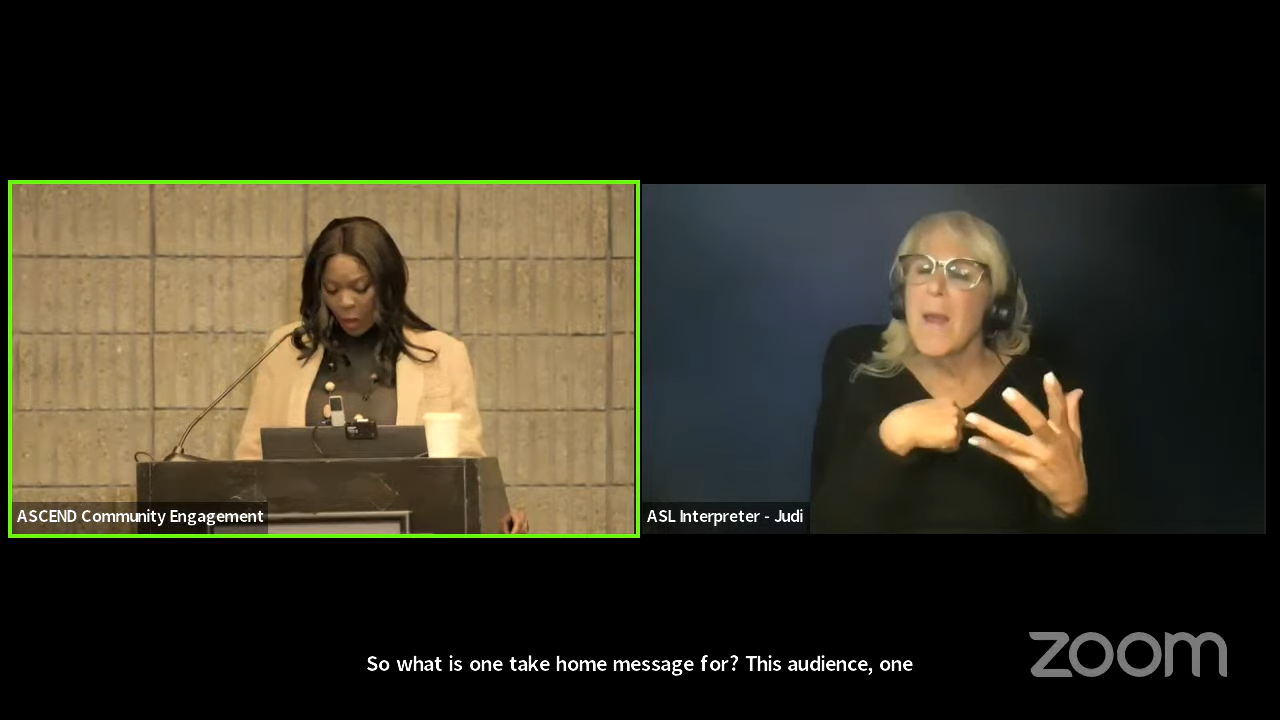 ASCEND Community Engagement
ASL Interpreter - Judi
So what is one take home message for? This audience, one
zoom